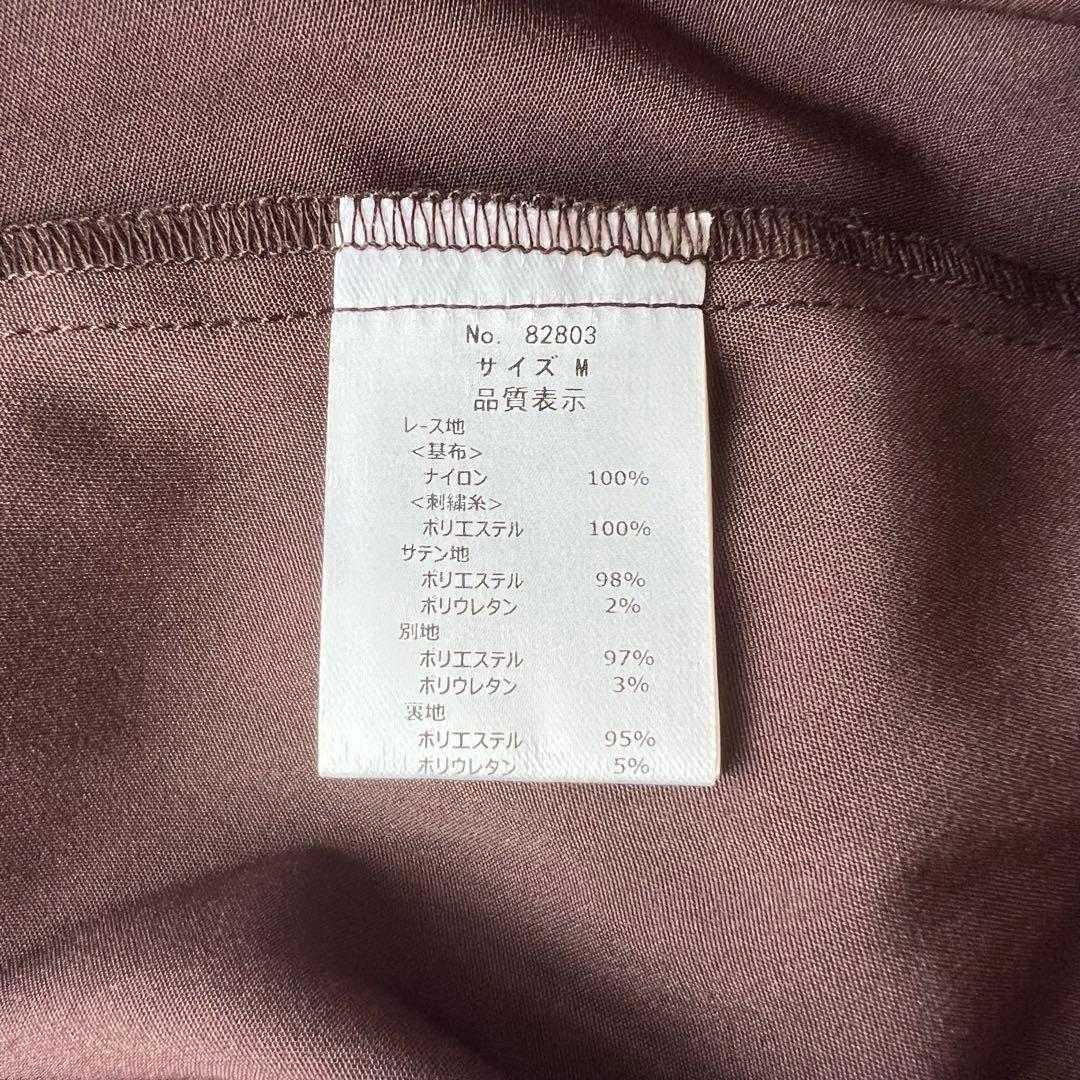 No. 82803
サイズ M
品質表示
レース地
<基布>
ナイロン 100%
<刺繍糸>
ポリエステル 100%
サテン地
ポリエステル 98%
ポリウレタン 2%
別地
ポリエステル 97%
ポリウレタン 3%
裏地
ポリエステル 95%
ポリウレタン 5%